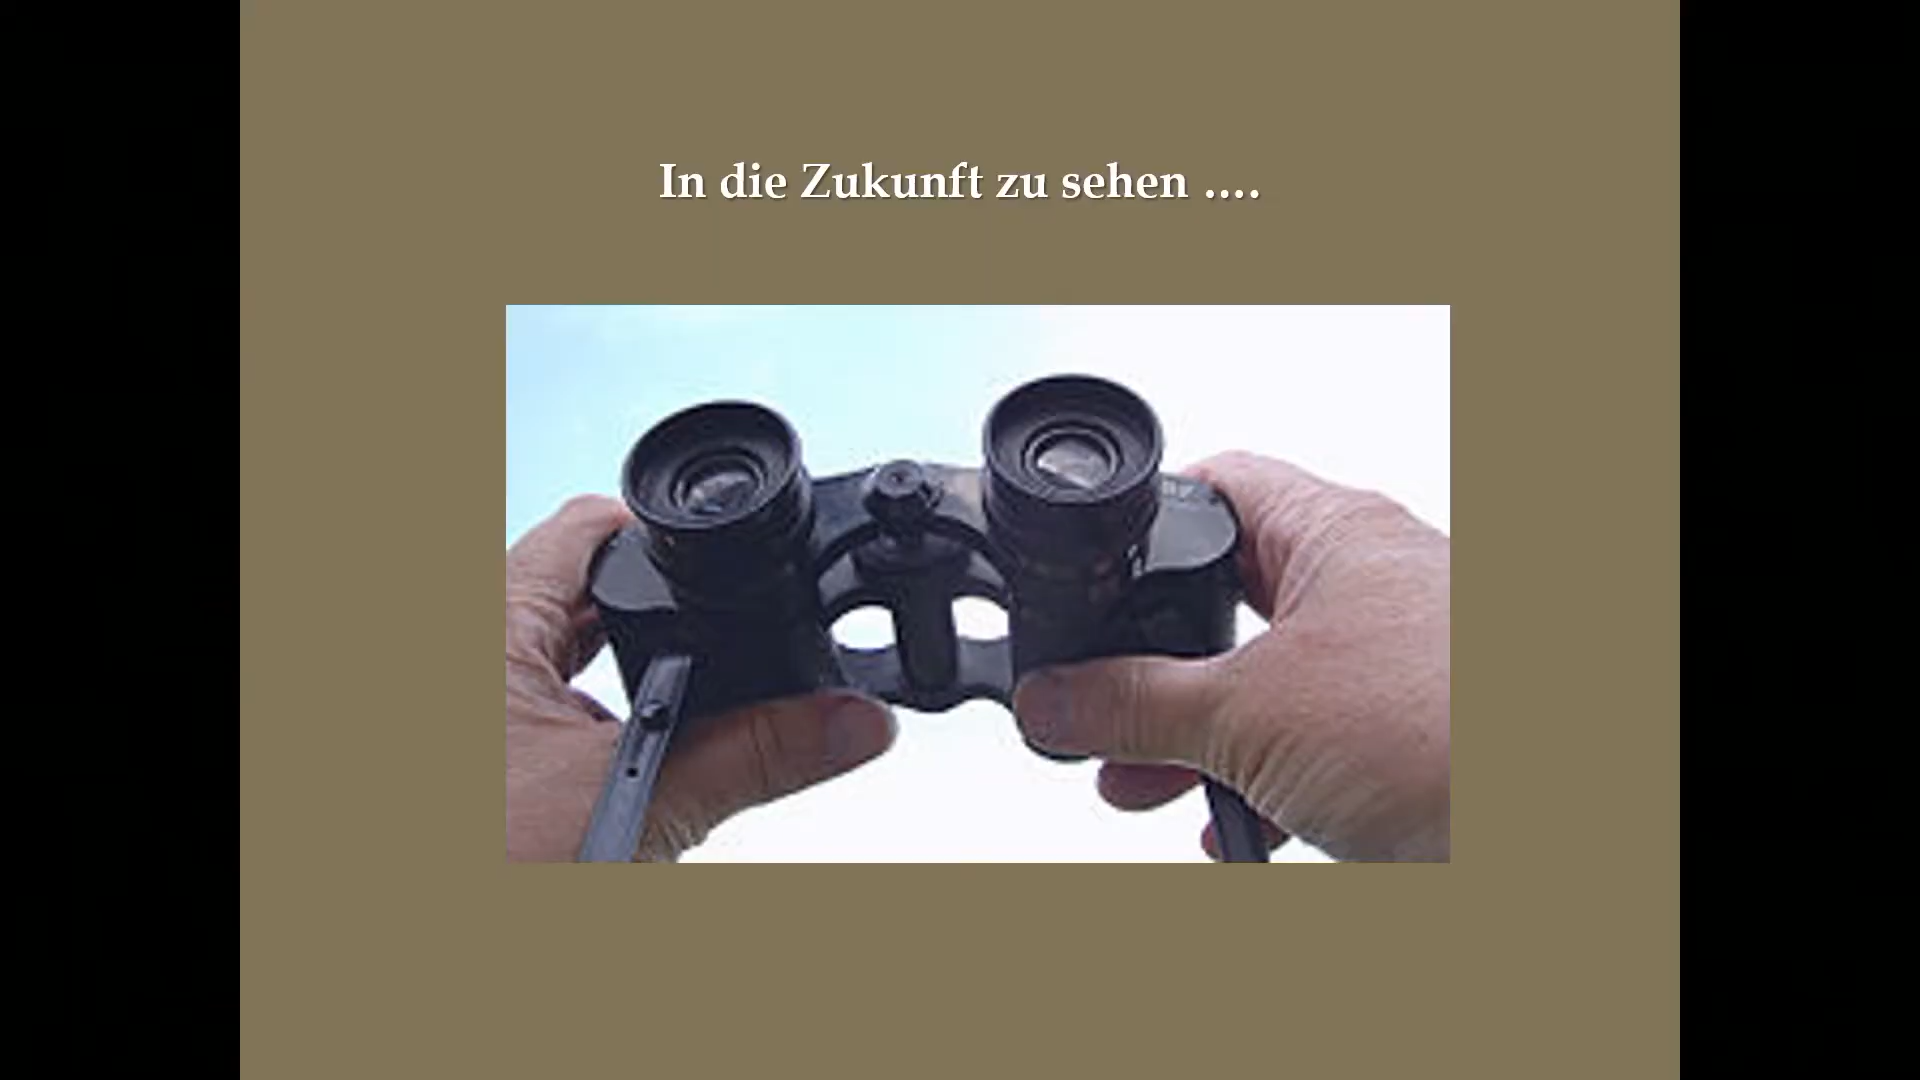 In die Zukunft zu sehen ….